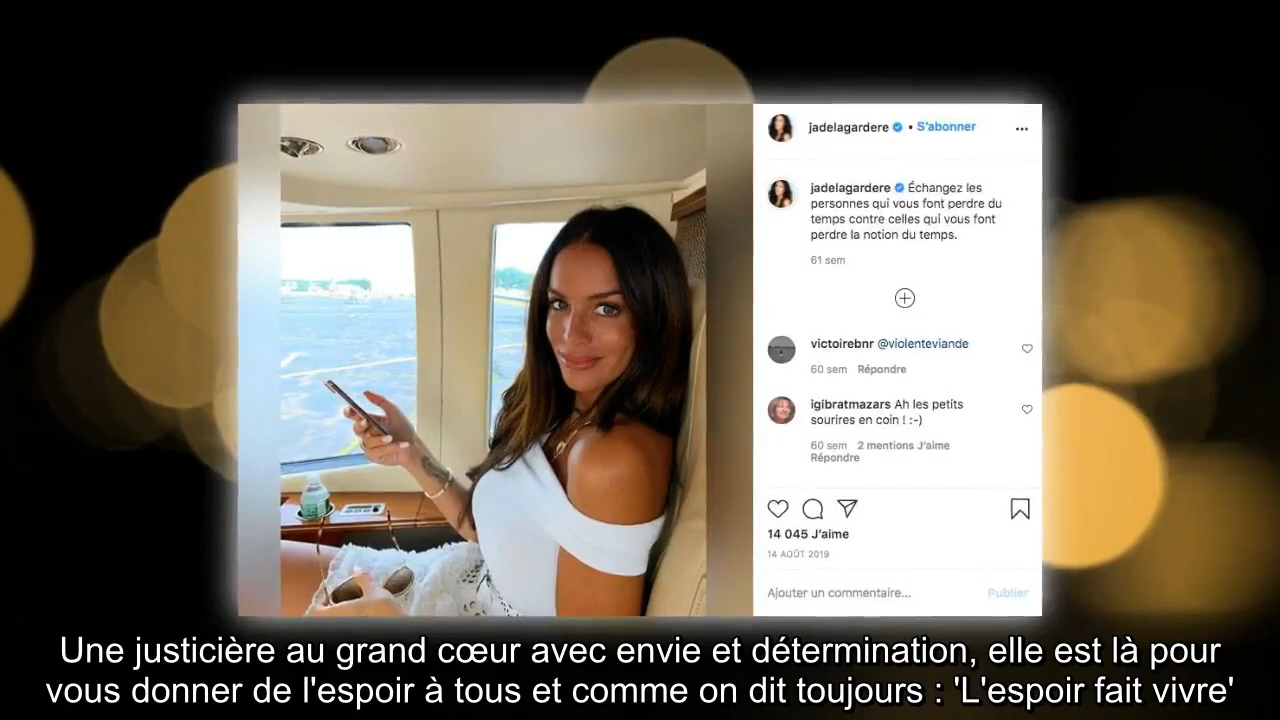 jadelagardere • S'abonner
jadelagardere Échangez les
personnes qui vous font perdre du
temps contre celles qui vous font
perdre la notion du temps.
61 sem
victoirebnr @violenteviande
60 sem Répondre
igibratmazars Ah les petits
sourires en coin ! :-)
60 sem 2 mentions J'aime
Répondre
14 045 J'aime
14 AOÛT 2019
Ajouter un commentaire... Publier
Une justicière au grand cœur avec envie et détermination, elle est là pour
vous donner de l'espoir à tous et comme on dit toujours : 'L'espoir fait vivre'